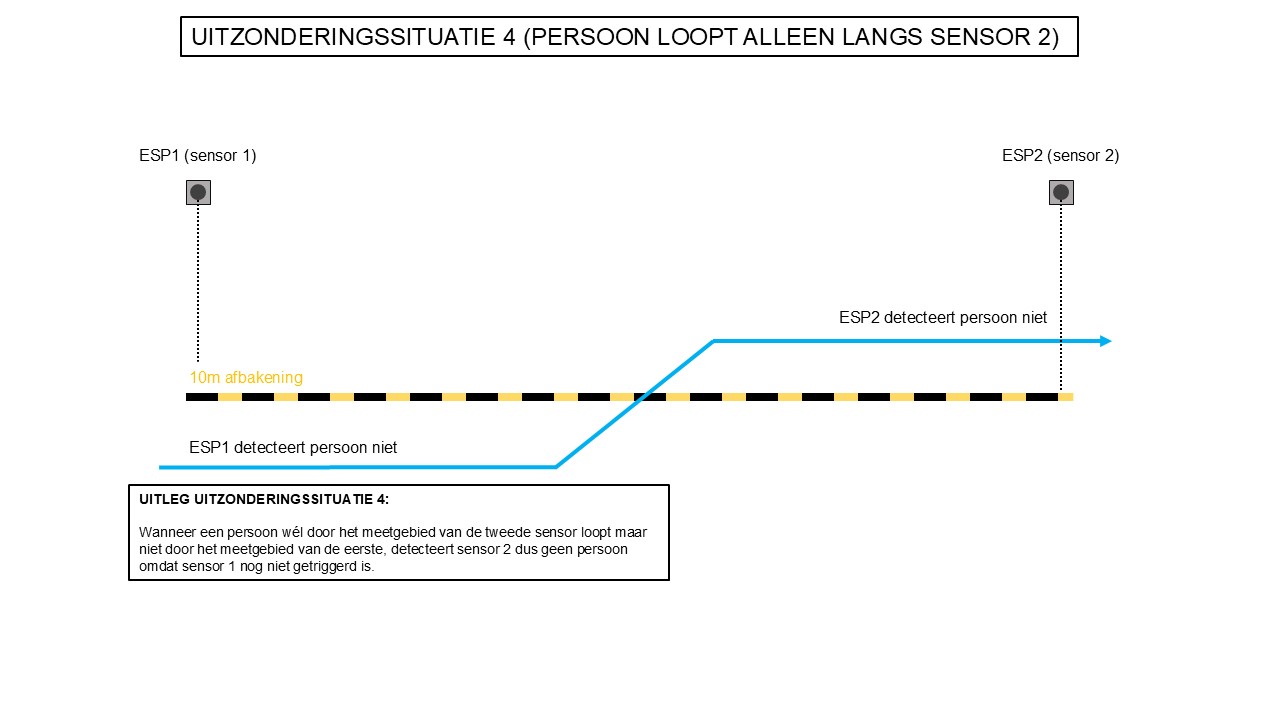 UITZONDERINGSSITUATIE 4 (PERSOON LOOPT ALLEEN LANGS SENSOR 2)
ESP1 (sensor 1)
ESP2 (sensor 2)
ESP2 detecteert persoon niet
10m afbakening
ESP1 detecteert persoon niet
UITLEG UITZONDERINGSSITUATIE 4:
Wanneer een persoon wél door het meetgebied van de tweede sensor loopt maar
niet door het meetgebied van de eerste, detecteert sensor 2 dus geen persoon
omdat sensor 1 nog niet getriggerd is.